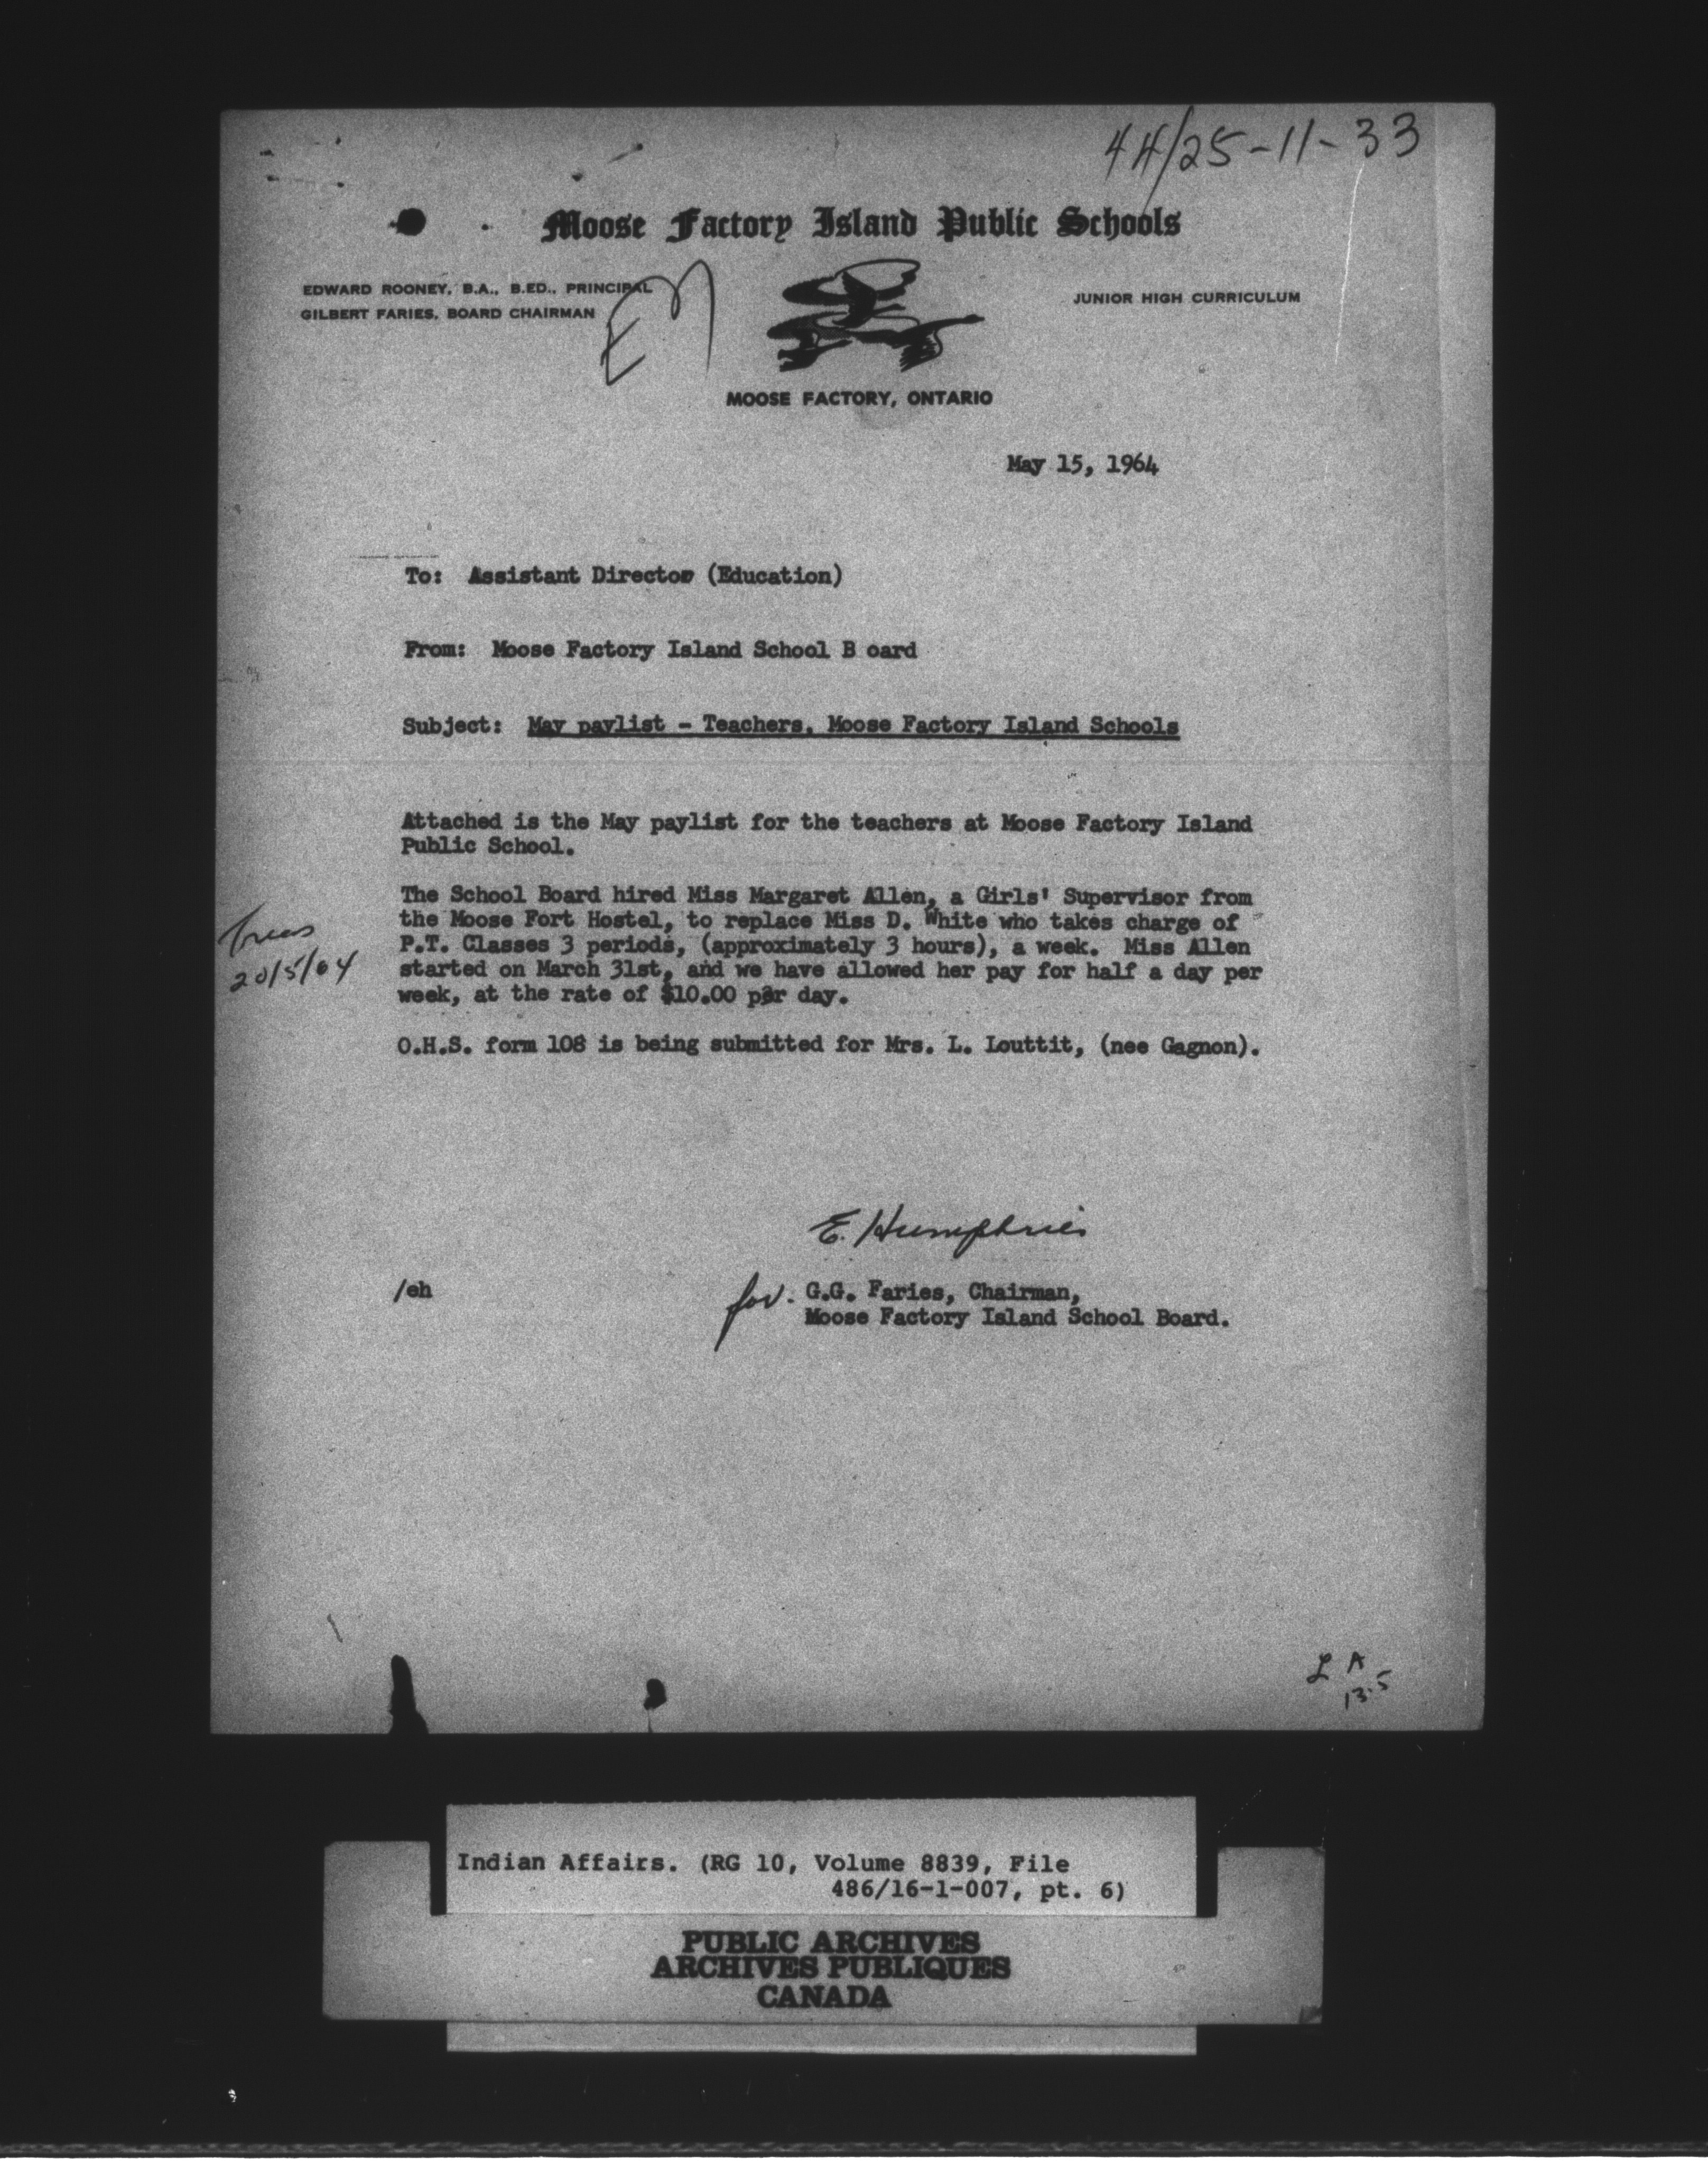 44/25-11-33
Moose Factory Island Public Schools
EDWARD ROONEY, B.A., B.ED., PRINCIPAL
GILBERT FARIES, BOARD CHAIRMAN
EM
JUNIOR HIGH CURRICULUM
MOOSE FACTORY, ONTARIO
May 15, 1964
To: Assistant Director (Education)
From: Moose Factory Island School B oard
Subject: May paylist - Teachers, Moose Factory Island Schools
Attached is the May paylist for the teachers at Moose Factory Island
Public School.
The School Board hired Miss Margaret Allen, a Girls' Supervisor from
the Moose Fort Hostel, to replace Miss D. White who takes charge of
P.T. Classes 3 periods, (approximately 3 hours), a week. Miss Allen
started on March 31st, and we have allowed her pay for half a day per
week, at the rate of $10.00 per day.
20/5/64
O.H.S. form 108 is being submitted for Mrs. L. Louttit, (nee Gagnon).
E. Humphries
/eh
for. G.G. Faries, Chairman,
Moose Factory Island School Board.
L A
13.5
Indian Affairs. (RG 10, Volume 8839, File
486/16-1-007, pt. 6)
PUBLIC ARCHIVES
ARCHIVES PUBLIQUES
CANADA